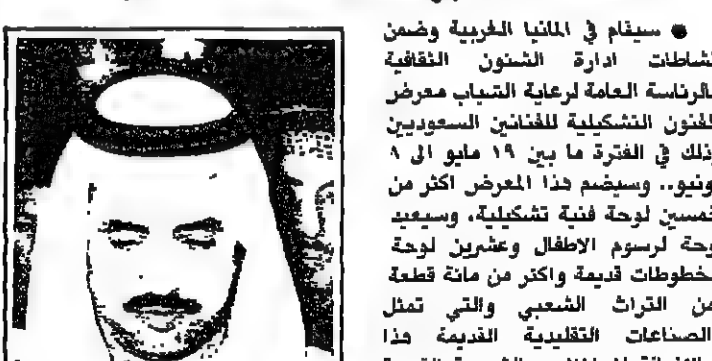 ● سيقام في المانيا الغربية وضمن
نشاطات ادارة الشئون الثقافية
بالرئاسة العامة لرعاية الشباب معرض
للفنون التشكيلية للفنانين السعوديين
وذلك في الفترة ما بين ١٩ مايو الى ٨
يونيو.. وسيضم هذا المعرض اكثر من
خمسين لوحة فنية تشكيلية، وسبعين
لوحة لرسوم الاطفال وعشرين لوحة
مخطوطات قديمة واكثر من مائة قطعة
من التراث الشعبي والتي تمثل
الصناعات التقليدية القديمة هذا